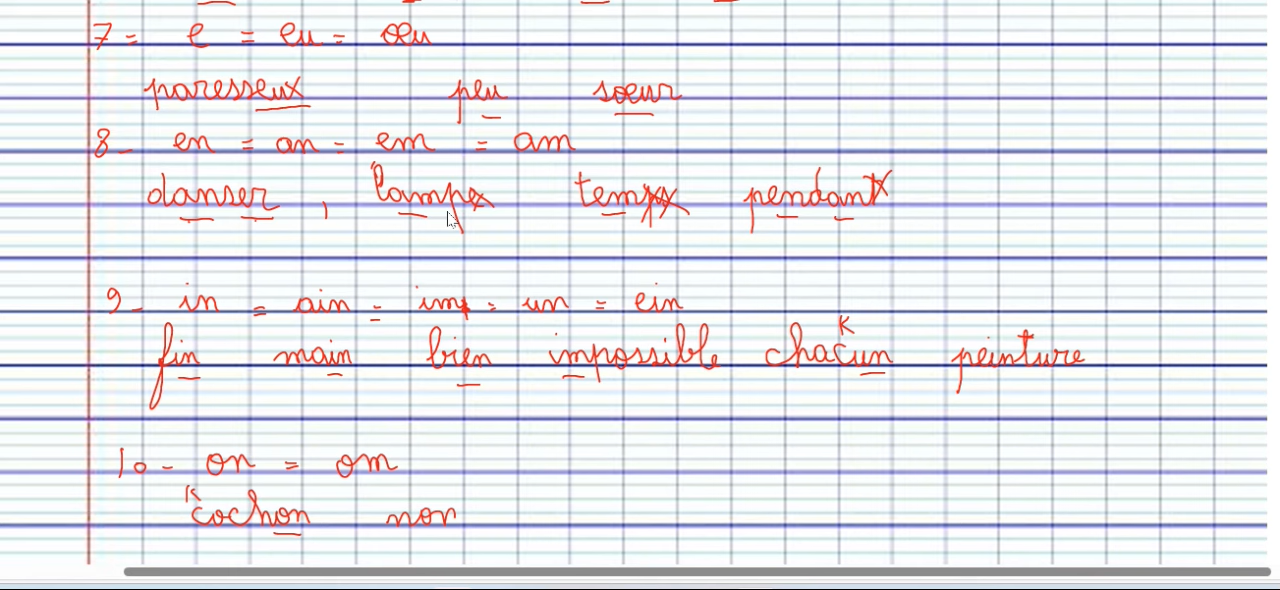 7= e = eu = œu
paresseux peu soeur
8- en = an = em = am
danser , lampe temps pendant
9- in = ain = im = un = ein
fin main bien impossible chacun peinture
K
10- on = om
K
cochon non